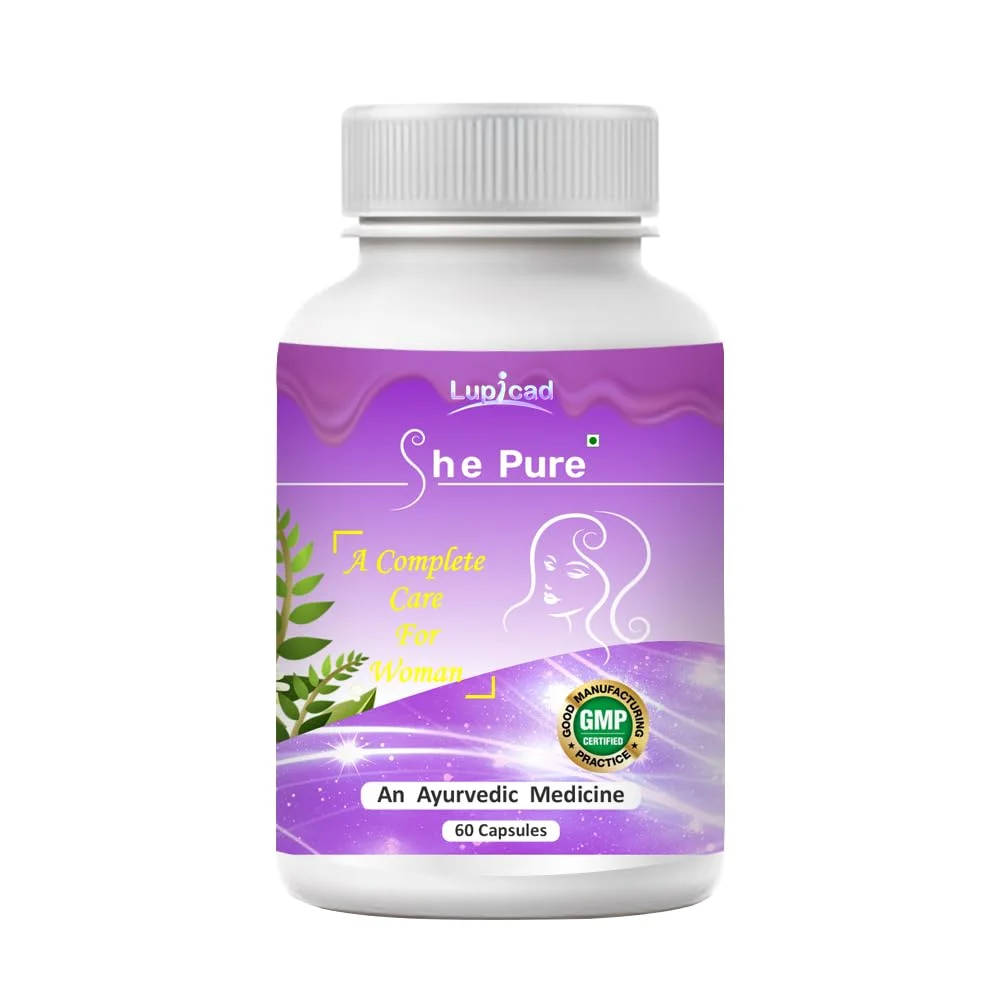 Lupicad
She Pure
A Complete
Care
For
Woman
GOOD MANUFACTURING
GMP
CERTIFIED
PRACTICE
An Ayurvedic Medicine
60 Capsules